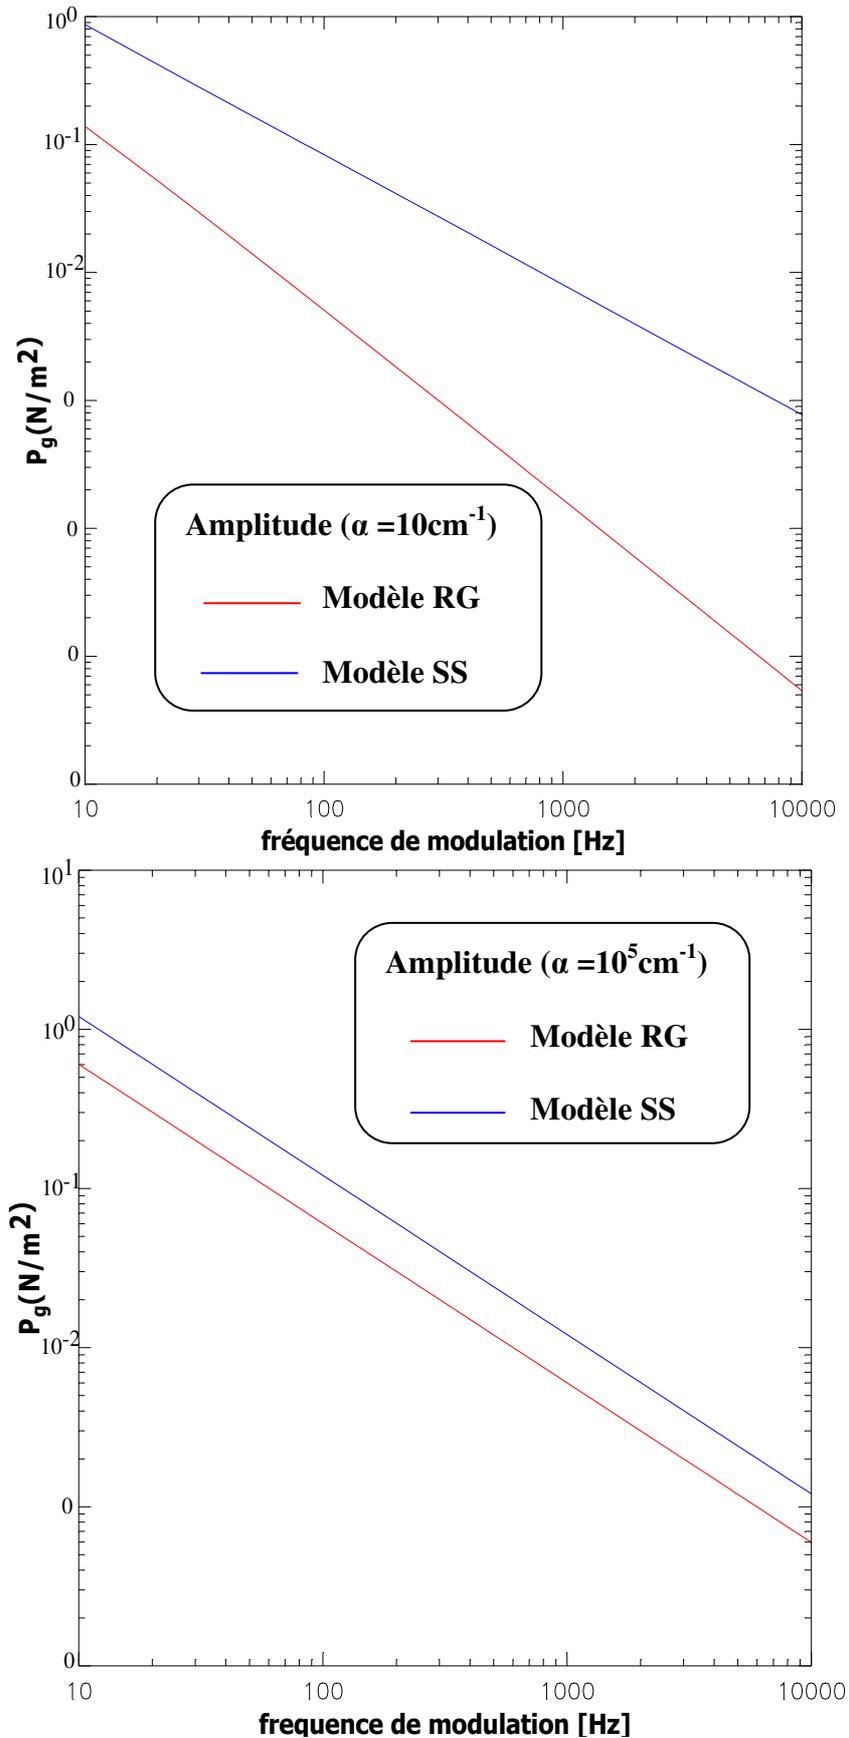 10^0
10^-1
10^-2
0
0
0
0
P_g(N/m^2)
Amplitude (α =10cm^-1)
Modèle RG
Modèle SS
10 100 1000 10000
fréquence de modulation [Hz]
10^1
10^0
10^-1
10^-2
0
0
P_g(N/m^2)
Amplitude (α =10^5cm^-1)
Modèle RG
Modèle SS
10 100 1000 10000
frequence de modulation [Hz]